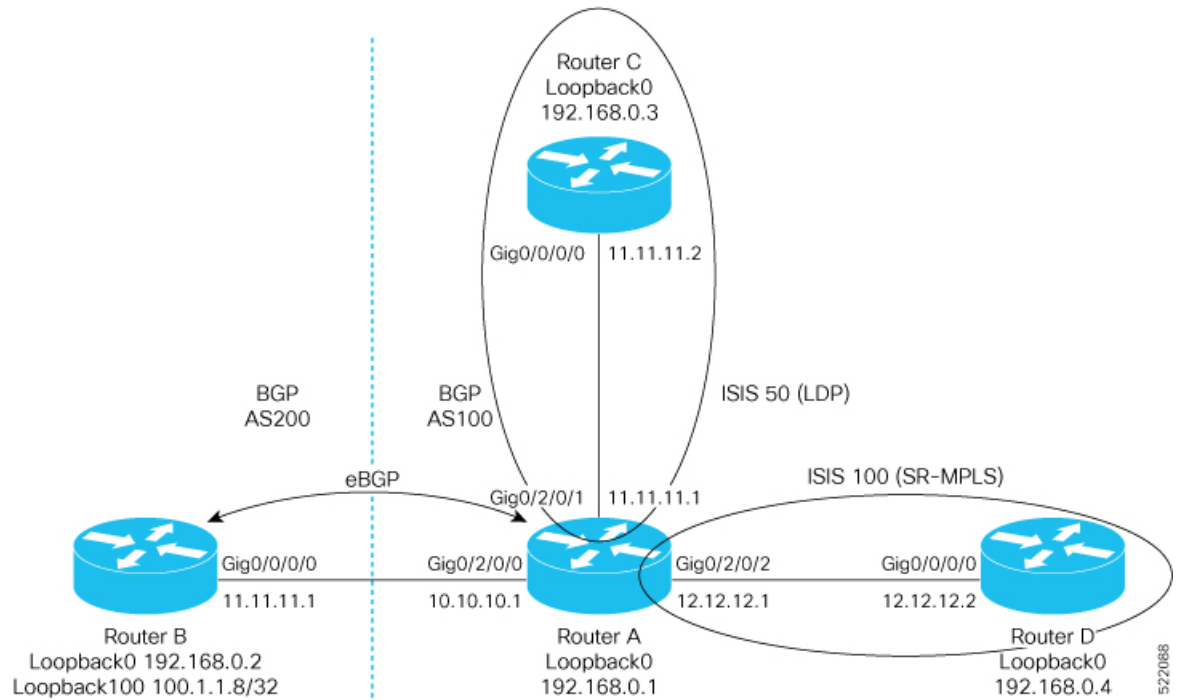 Router C
Loopback0
192.168.0.3
Gig0/0/0/0
11.11.11.2
BGP
AS200
BGP
AS100
ISIS 50 (LDP)
eBGP
Gig0/2/0/1
11.11.11.1
ISIS 100 (SR-MPLS)
Gig0/0/0/0
Gig0/2/0/0
Gig0/2/0/2
Gig0/0/0/0
11.11.11.1
10.10.10.1
12.12.12.1
12.12.12.2
Router B
Loopback0 192.168.0.2
Loopback100 100.1.1.8/32
Router A
Loopback0
192.168.0.1
Router D
Loopback0
192.168.0.4
522088